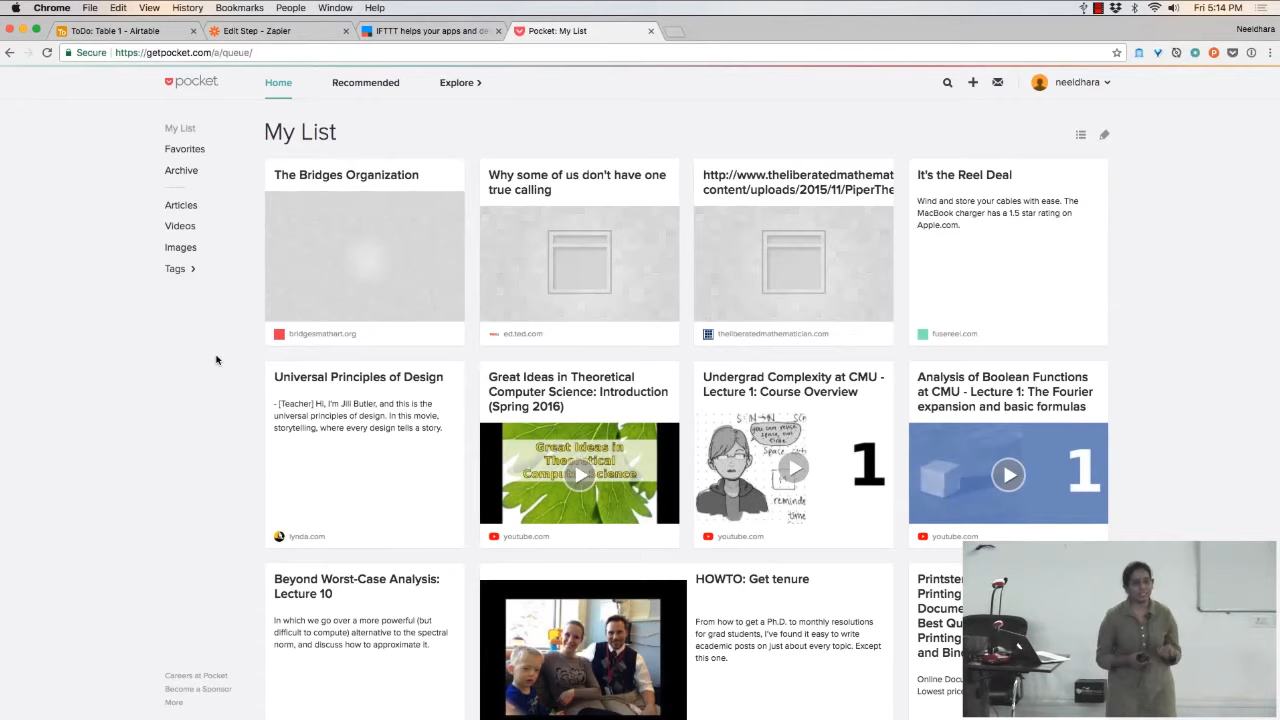 Chrome File Edit View History Bookmarks People Window Help Fri 5:14 PM
ToDo: Table 1 - Airtable Edit Step - Zapier IFTTT helps your apps and de Pocket: My List Neeldhara
Secure https://getpocket.com/a/queue/
pocket Home Recommended Explore neeldhara
My List
Favorites
Archive
Articles
Videos
Images
Tags
My List
The Bridges Organization
bridgesmathart.org
Why some of us don't have one
true calling
ed.ted.com
http://www.theliberatedmathemat
content/uploads/2015/11/PiperThe
theliberatedmathematician.com
It's the Reel Deal
Wind and store your cables with ease. The
MacBook charger has a 1.5 star rating on
Apple.com.
fusereel.com
Universal Principles of Design
- [Teacher] Hi, I'm Jill Butler, and this is the
universal principles of design. In this movie,
storytelling, where every design tells a story.
lynda.com
Great Ideas in Theoretical
Computer Science: Introduction
(Spring 2016)
Great Ideas in
Theoretical
Computer Science
youtube.com
Undergrad Complexity at CMU -
Lecture 1: Course Overview
you can reuse
space, not
time
Space
reminde
time
1
youtube.com
Analysis of Boolean Functions
at CMU - Lecture 1: The Fourier
expansion and basic formulas
1
youtube.com
Beyond Worst-Case Analysis:
Lecture 10
In which we go over a more powerful (but
difficult to compute) alternative to the spectral
norm, and discuss how to approximate it.
HOWTO: Get tenure
From how to get a Ph.D. to monthly resolutions
for grad students, I've found it easy to write
academic posts on just about every topic. Except
this one.
Printster
Printing
Docume
Best Qu
Printing
and Bin
Online Docu
Lowest price
Careers at Pocket
Become a Sponsor
More